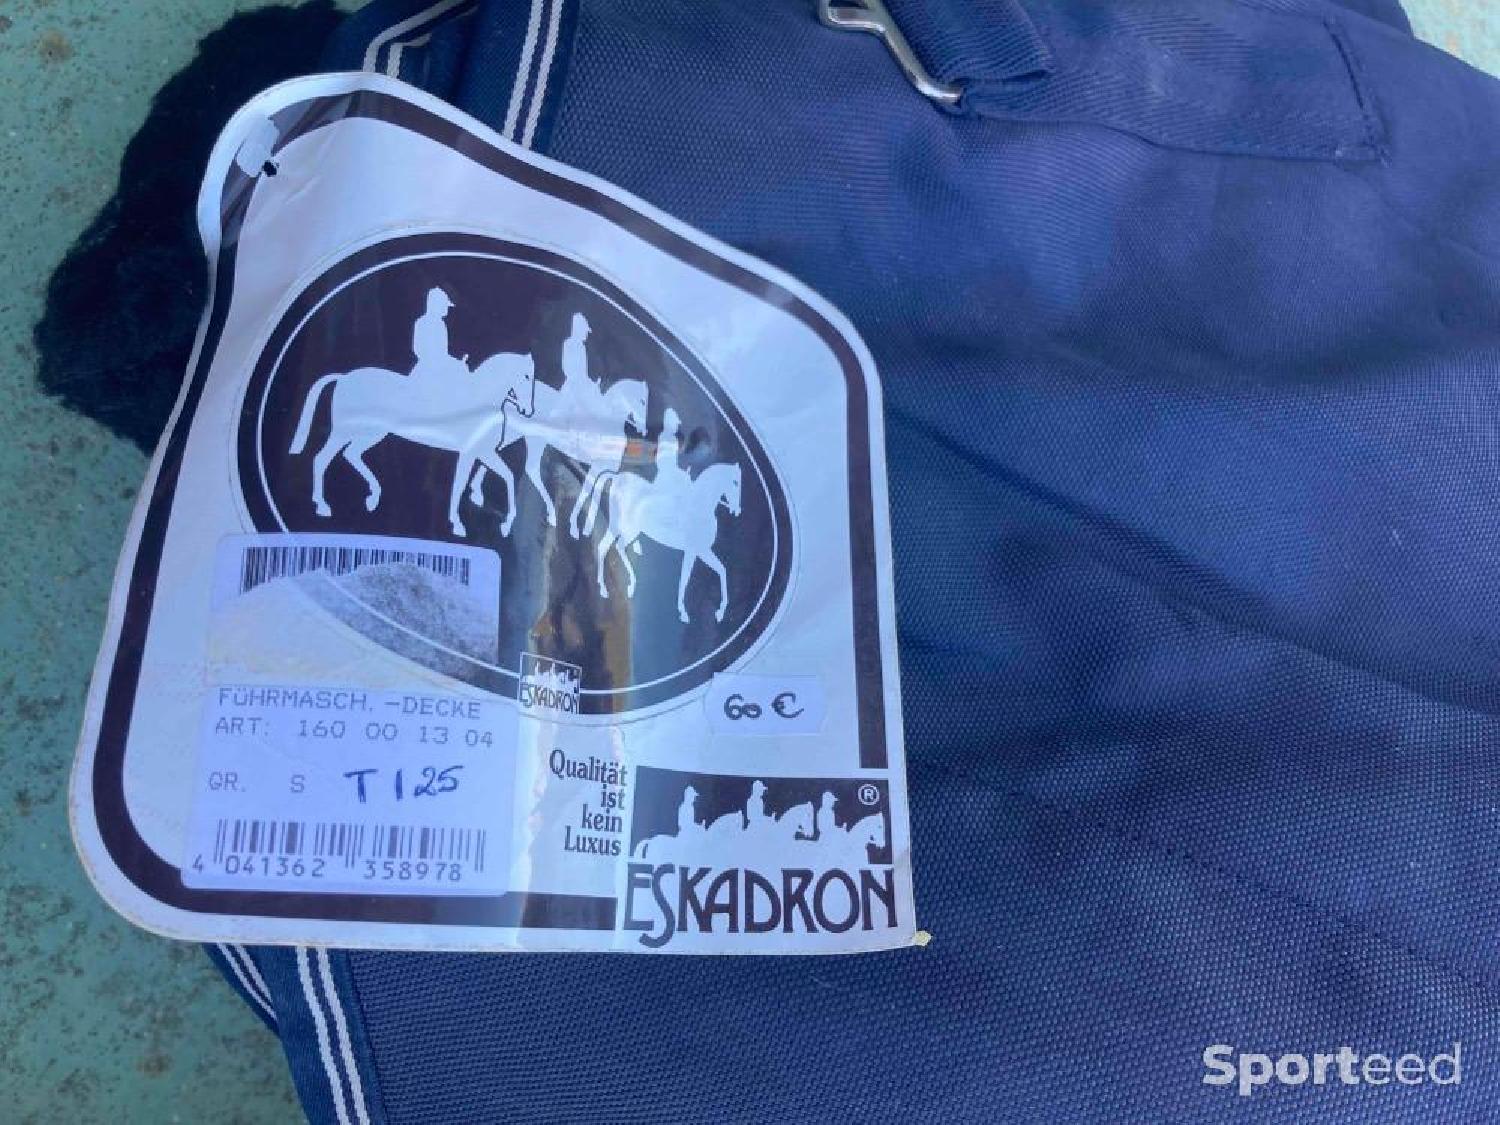 ESKADRON
60 €
FÜHRMASCH. -DECKE
ART: 160 00 13 04
GR. S T 125
4 041362 358978
Qualität
ist
kein
Luxus
®
ESKADRON
Sporteed